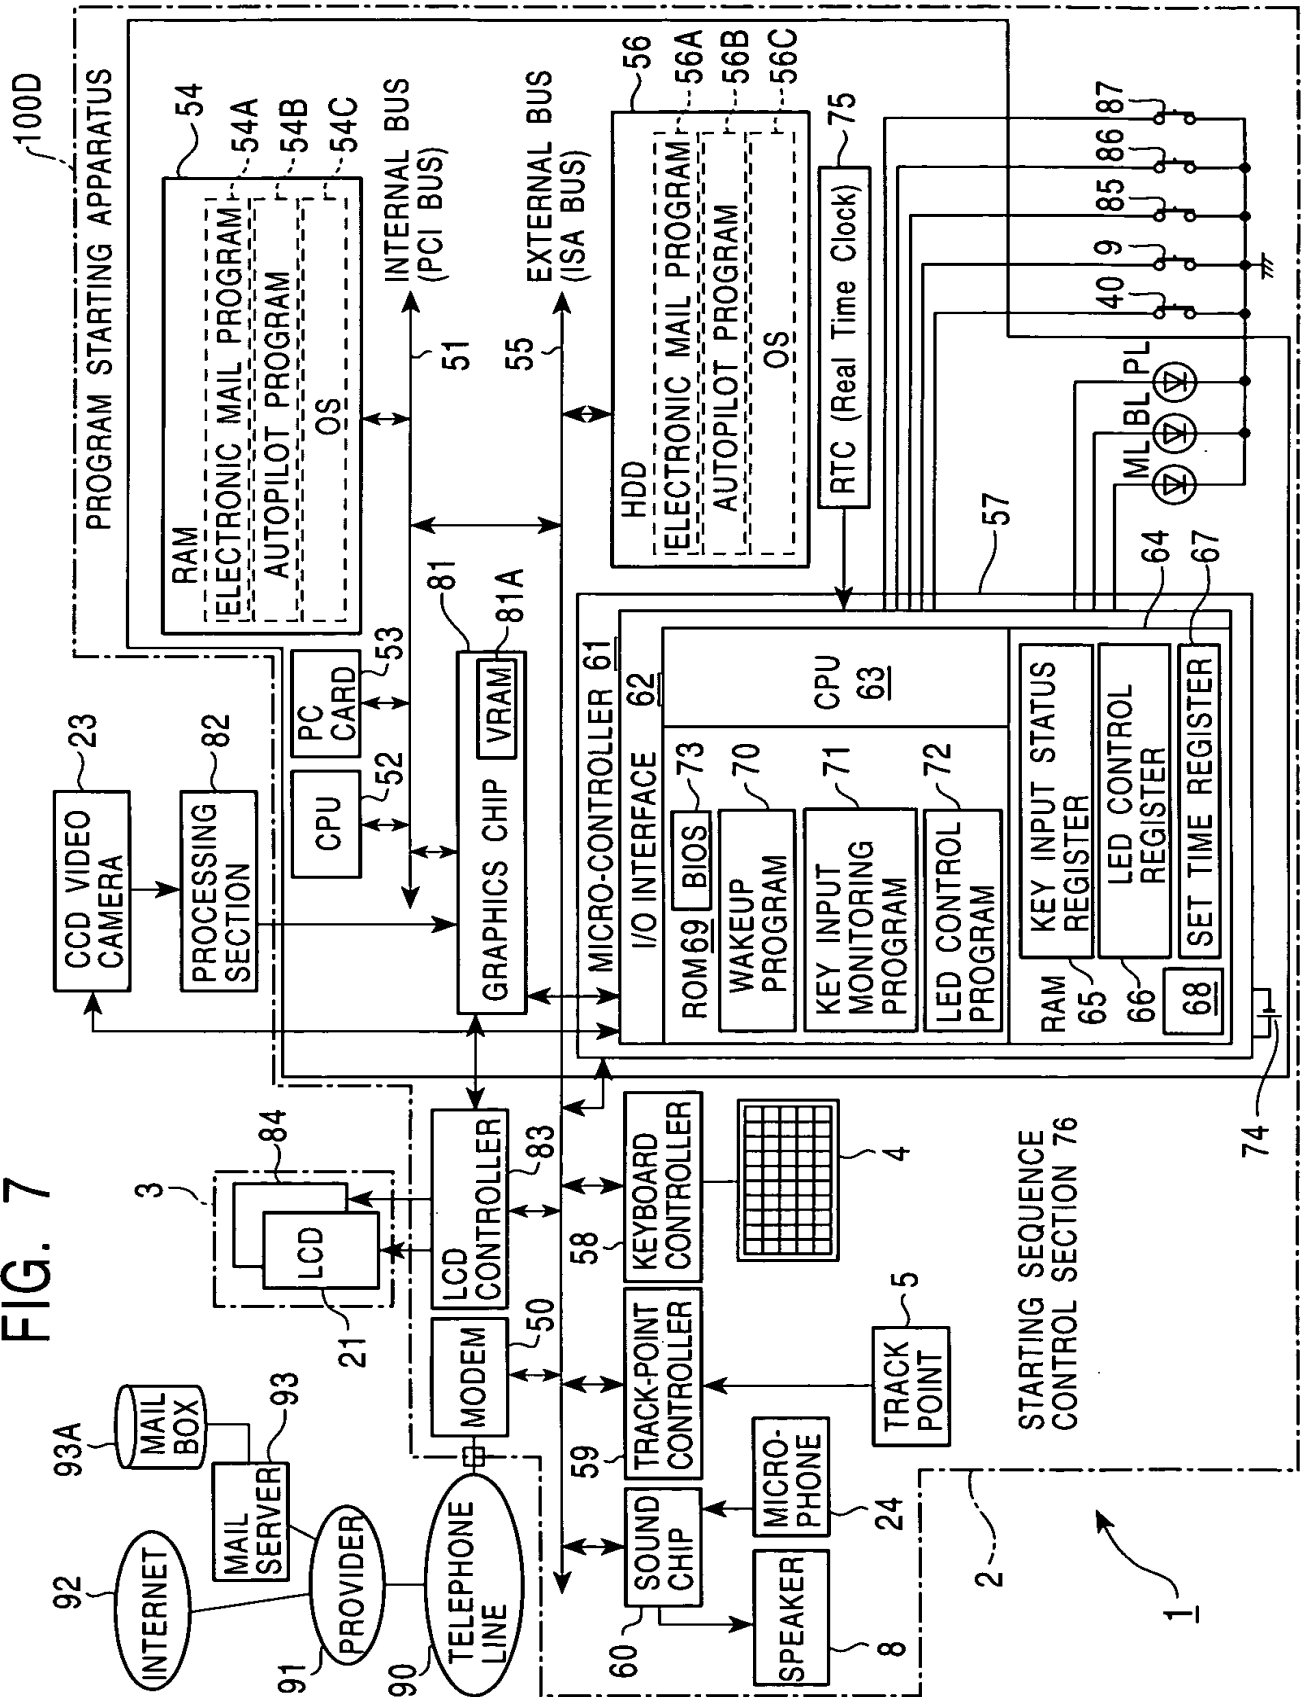 FIG. 7
100D
PROGRAM STARTING APPARATUS
92
INTERNET
93A
MAIL
BOX
93
MAIL
SERVER
91
PROVIDER
90
TELEPHONE
LINE
3
84
LCD
21
23
CCD VIDEO
CAMERA
82
PROCESSING
SECTION
54
RAM
ELECTRONIC MAIL PROGRAM
54A
AUTOPILOT PROGRAM
54B
OS
54C
53
PC
CARD
52
CPU
INTERNAL BUS
(PCI BUS)
51
50
MODEM
83
LCD
CONTROLLER
81
GRAPHICS CHIP
VRAM
81A
EXTERNAL BUS
(ISA BUS)
55
56
HDD
ELECTRONIC MAIL PROGRAM
56A
AUTOPILOT PROGRAM
56B
OS
56C
RTC (Real Time Clock)
75
60
SOUND
CHIP
59
TRACK-POINT
CONTROLLER
58
KEYBOARD
CONTROLLER
4
SPEAKER
8
MICRO-
PHONE
24
TRACK
POINT
5
57
MICRO-CONTROLLER 61
I/O INTERFACE 62
CPU
63
ROM 69
BIOS
73
WAKEUP
PROGRAM
70
KEY INPUT
MONITORING
PROGRAM
71
LED CONTROL
PROGRAM
72
64
RAM
KEY INPUT STATUS
REGISTER
65
LED CONTROL
REGISTER
66
SET TIME REGISTER
67
68
74
ML
BL
PL
40
9
85
86
87
STARTING SEQUENCE
CONTROL SECTION 76
2
1